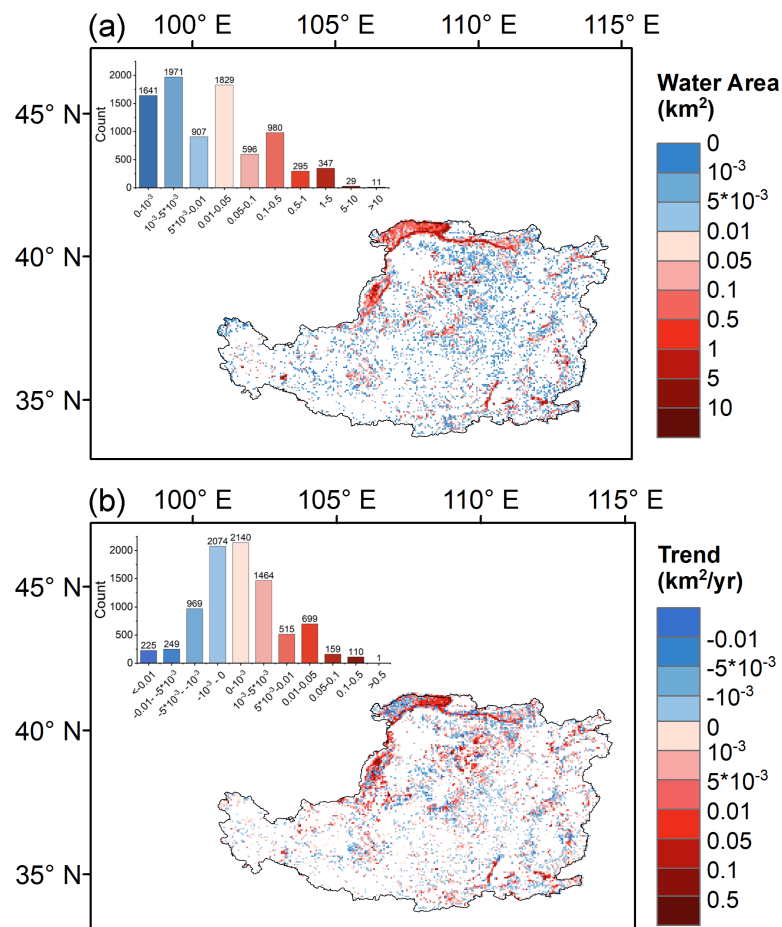 (a)
100° E 105° E 110° E 115° E
45° N
40° N
35° N
Count
2000
1500
1000
500
0
1641 1971 907 1829 596 980 295 347 29 11
0-10⁻³ 10⁻³-5*10⁻³ 5*10⁻³-0.01 0.01-0.05 0.05-0.1 0.1-0.5 0.5-1 1-5 5-10 >10
Water Area
(km²)
0
10⁻³
5*10⁻³
0.01
0.05
0.1
0.5
1
5
10
(b)
100° E 105° E 110° E 115° E
45° N
40° N
35° N
Count
2000
1500
1000
500
0
225 249 969 2074 2140 1464 515 699 159 110 1
<-0.01 -0.01--5*10⁻³ -5*10⁻³--10⁻³ -10⁻³-0 0-10⁻³ 10⁻³-5*10⁻³ 5*10⁻³-0.01 0.01-0.05 0.05-0.1 0.1-0.5 >0.5
Trend
(km²/yr)
-0.01
-5*10⁻³
-10⁻³
0
10⁻³
5*10⁻³
0.01
0.05
0.1
0.5